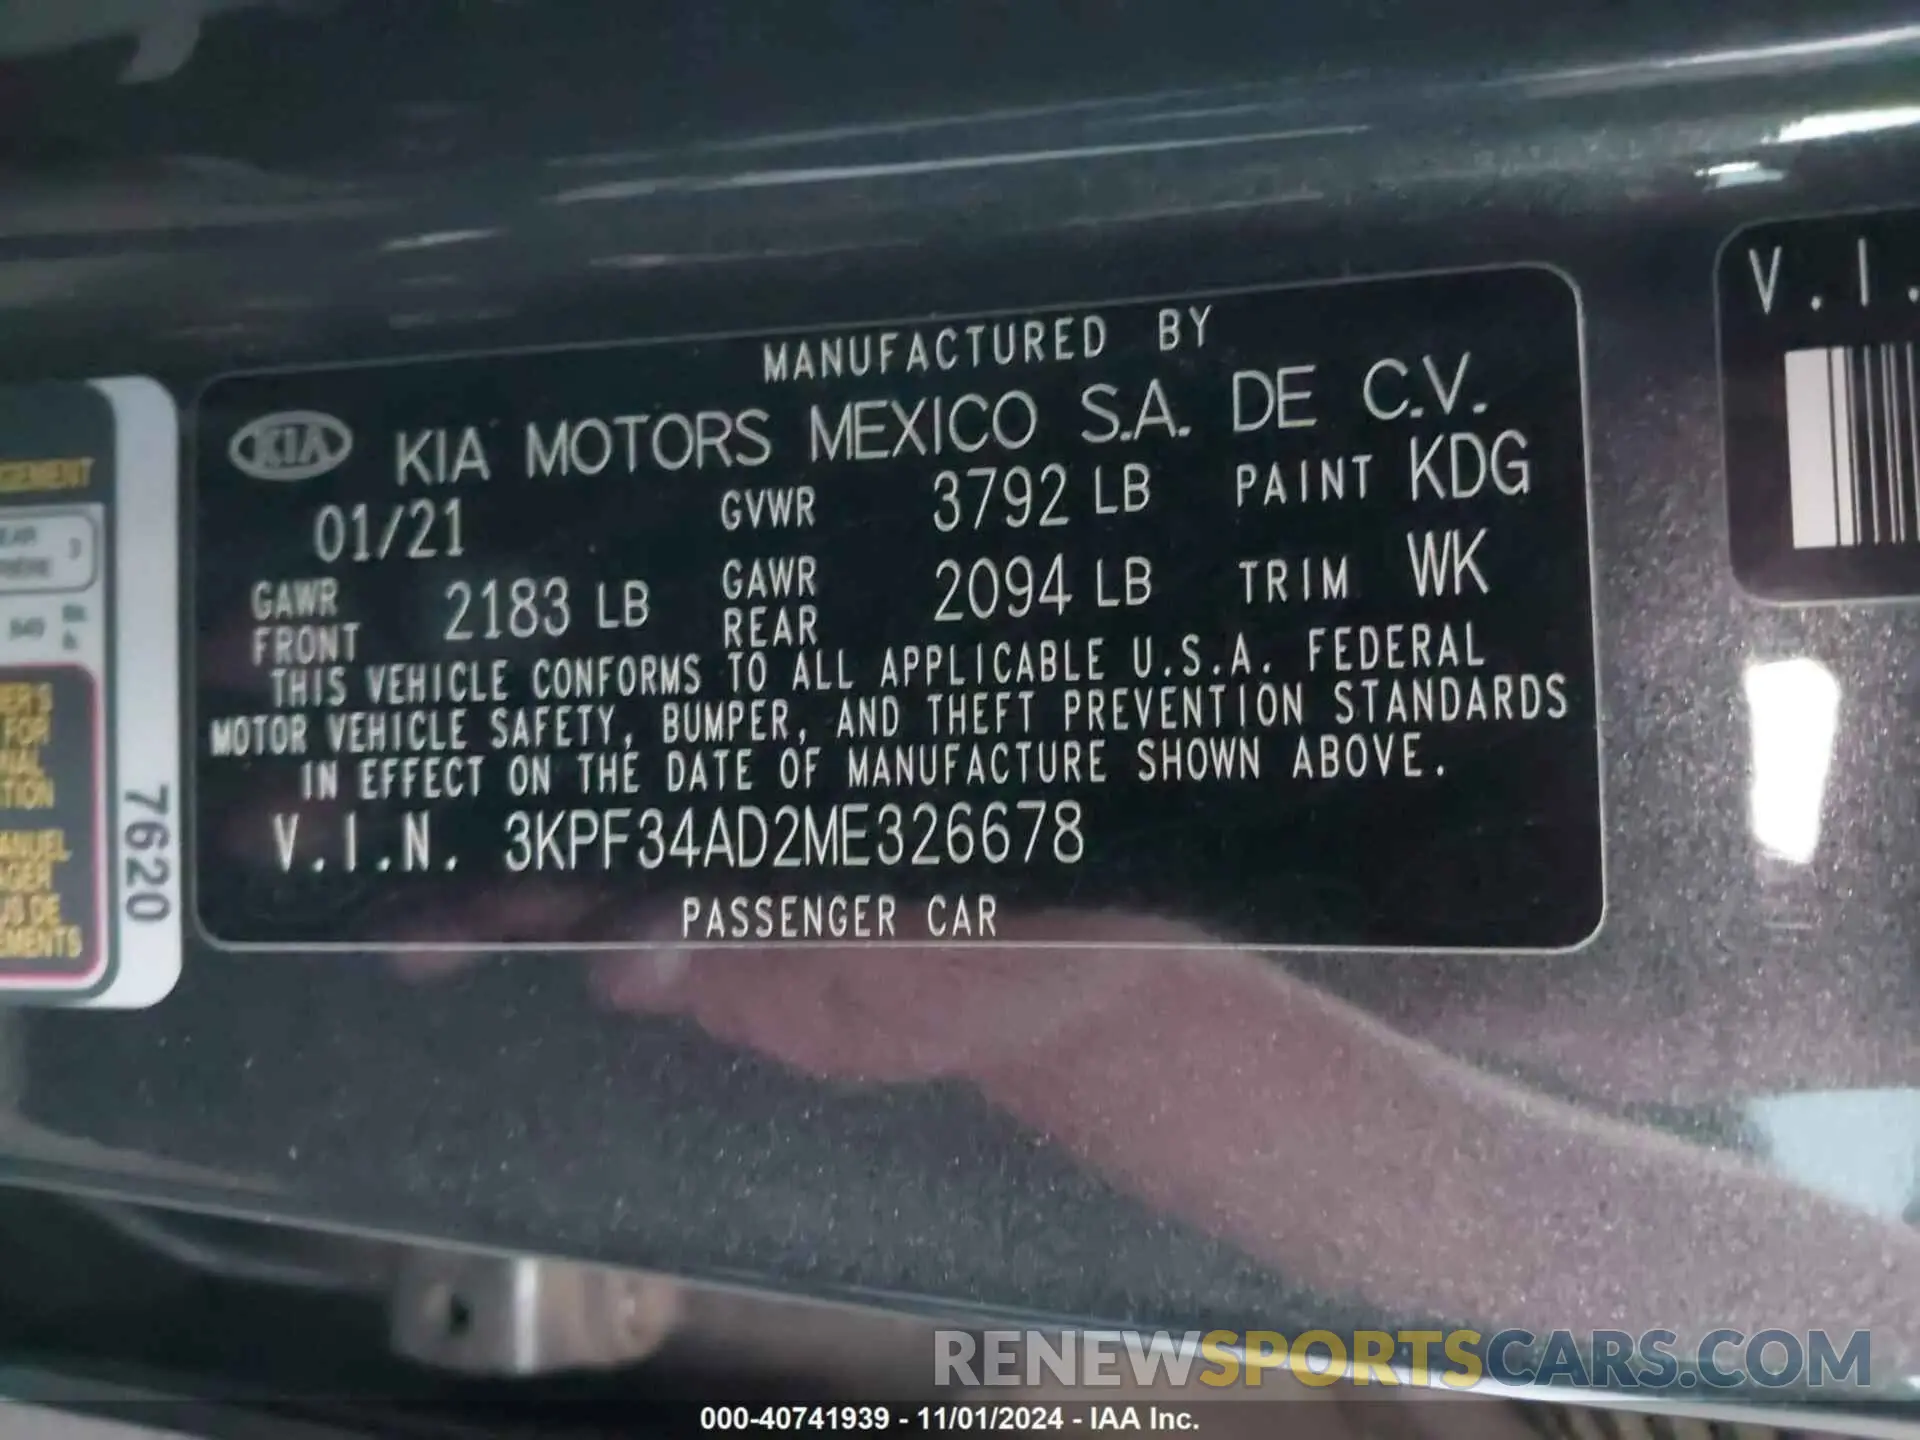 MANUFACTURED BY
KIA KIA MOTORS MEXICO S.A. DE C.V.
01/21 GVWR 3792 LB PAINT KDG
GAWR FRONT 2183 LB GAWR REAR 2094 LB TRIM WK
THIS VEHICLE CONFORMS TO ALL APPLICABLE U.S.A. FEDERAL
MOTOR VEHICLE SAFETY, BUMPER, AND THEFT PREVENTION STANDARDS
IN EFFECT ON THE DATE OF MANUFACTURE SHOWN ABOVE.
V.I.N. 3KPF34AD2ME326678
PASSENGER CAR
V.I.
7620
RENEWSPORTSCARS.COM
000-40741939 - 11/01/2024 - IAA Inc.